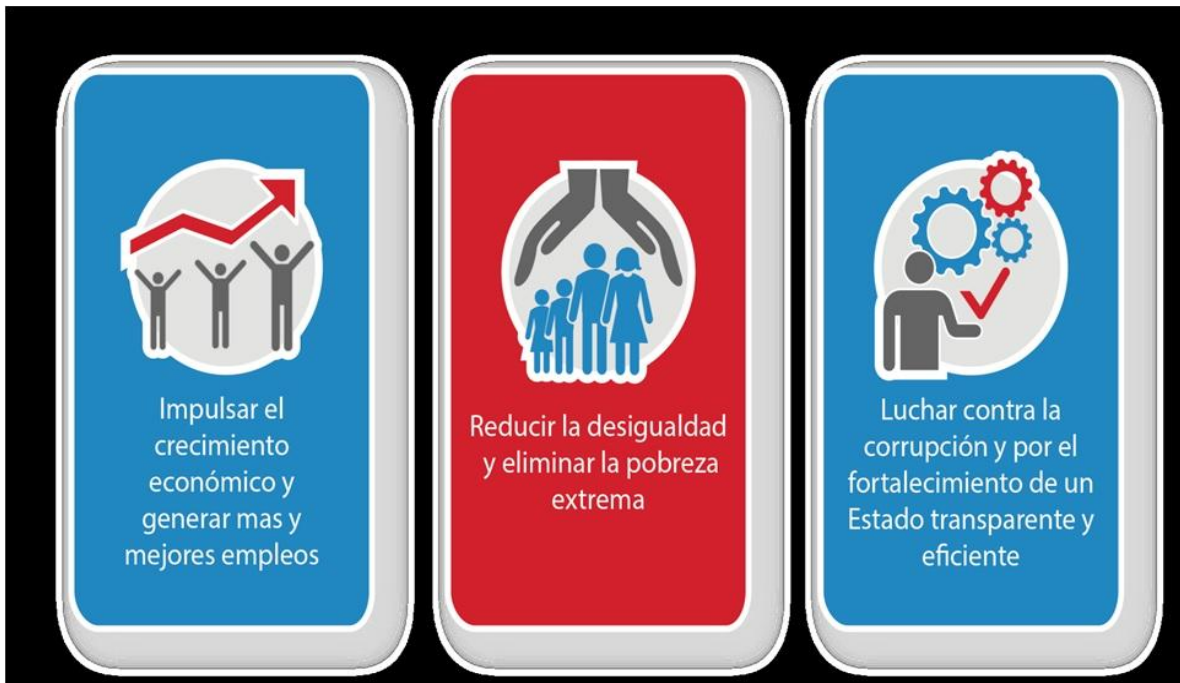 Impulsar el
crecimiento
económico y
generar mas y
mejores empleos
Reducir la desigualdad
y eliminar la pobreza
extrema
Luchar contra la
corrupción y por el
fortalecimiento de un
Estado transparente y
eficiente